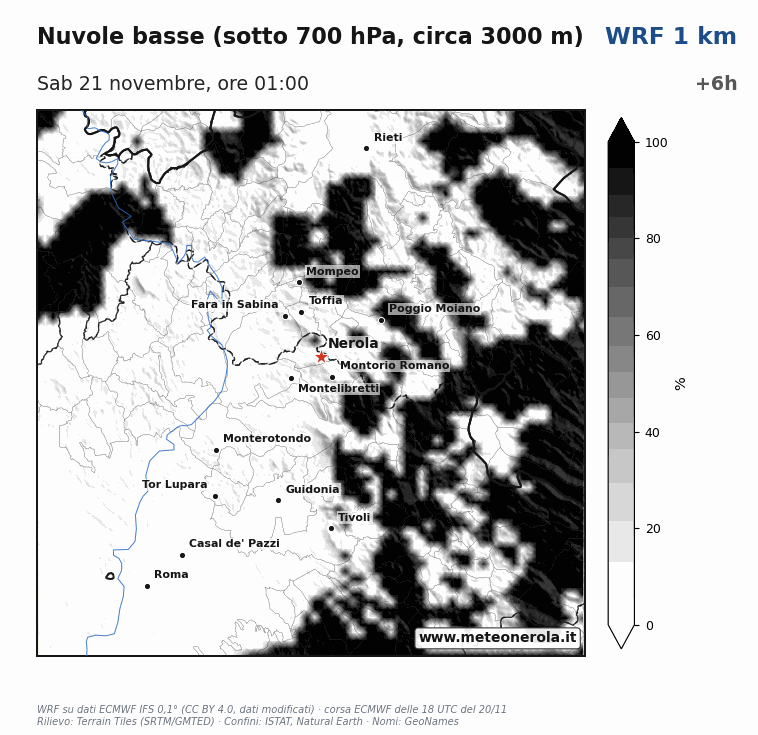 Nuvole basse (sotto 700 hPa, circa 3000 m) WRF 1 km
Sab 21 novembre, ore 01:00 +6h
Rieti
Mompeo
Fara in Sabina
Toffia
Poggio Moiano
Nerola
Montorio Romano
Montelibretti
Monterotondo
Tor Lupara
Guidonia
Tivoli
Casal de' Pazzi
Roma
www.meteonerola.it
100
80
60
40
20
0
%
WRF su dati ECMWF IFS 0,1° (CC BY 4.0, dati modificati) · corsa ECMWF delle 18 UTC del 20/11
Rilievo: Terrain Tiles (SRTM/GMTED) · Confini: ISTAT, Natural Earth · Nomi: GeoNames